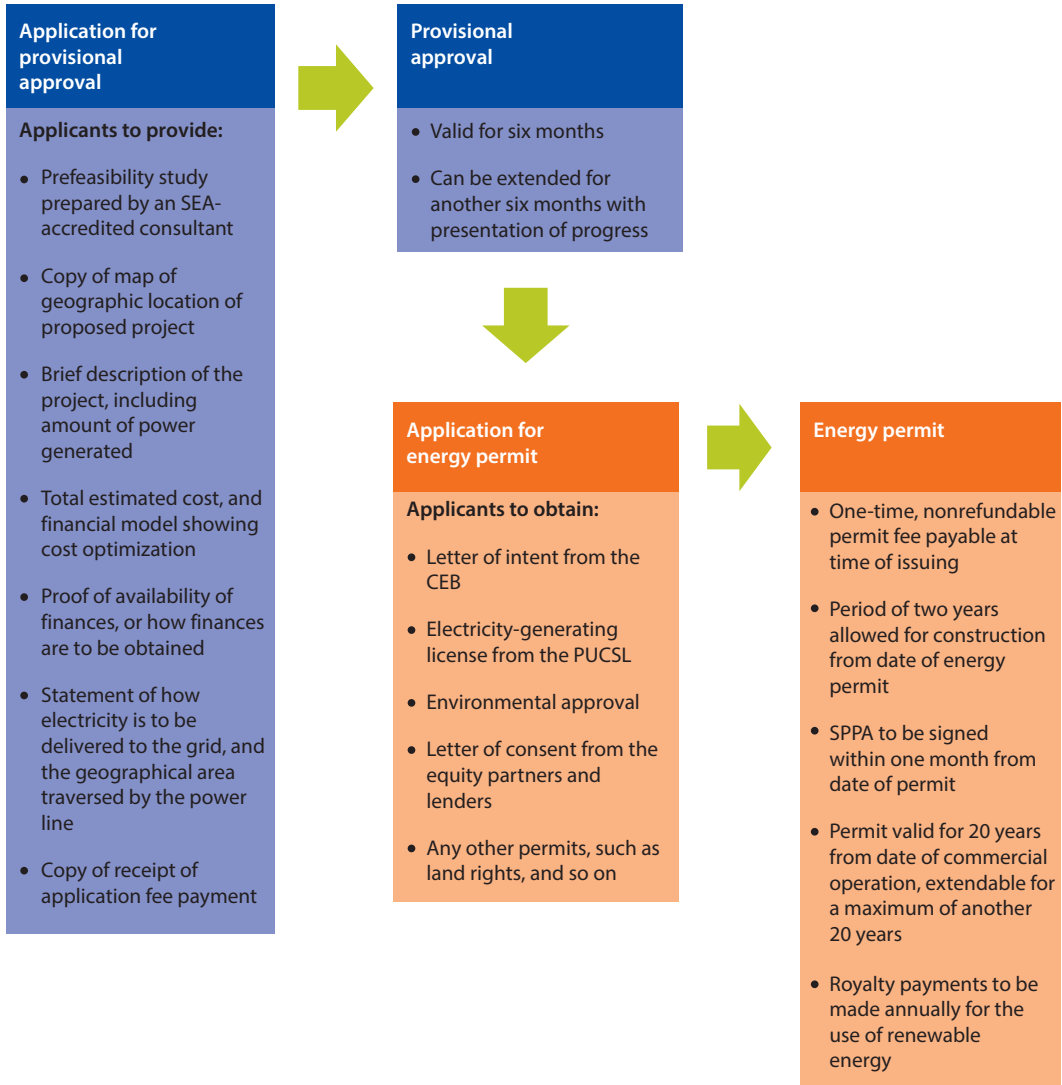 Application for
provisional
approval
Applicants to provide:
• Prefeasibility study
prepared by an SEA-
accredited consultant
• Copy of map of
geographic location of
proposed project
• Brief description of the
project, including
amount of power
generated
• Total estimated cost, and
financial model showing
cost optimization
• Proof of availability of
finances, or how finances
are to be obtained
• Statement of how
electricity is to be
delivered to the grid, and
the geographical area
traversed by the power
line
• Copy of receipt of
application fee payment
Provisional
approval
• Valid for six months
• Can be extended for
another six months with
presentation of progress
Application for
energy permit
Applicants to obtain:
• Letter of intent from the
CEB
• Electricity-generating
license from the PUCSL
• Environmental approval
• Letter of consent from the
equity partners and
lenders
• Any other permits, such as
land rights, and so on
Energy permit
• One-time, nonrefundable
permit fee payable at
time of issuing
• Period of two years
allowed for construction
from date of energy
permit
• SPPA to be signed
within one month from
date of permit
• Permit valid for 20 years
from date of commercial
operation, extendable for
a maximum of another
20 years
• Royalty payments to be
made annually for the
use of renewable
energy